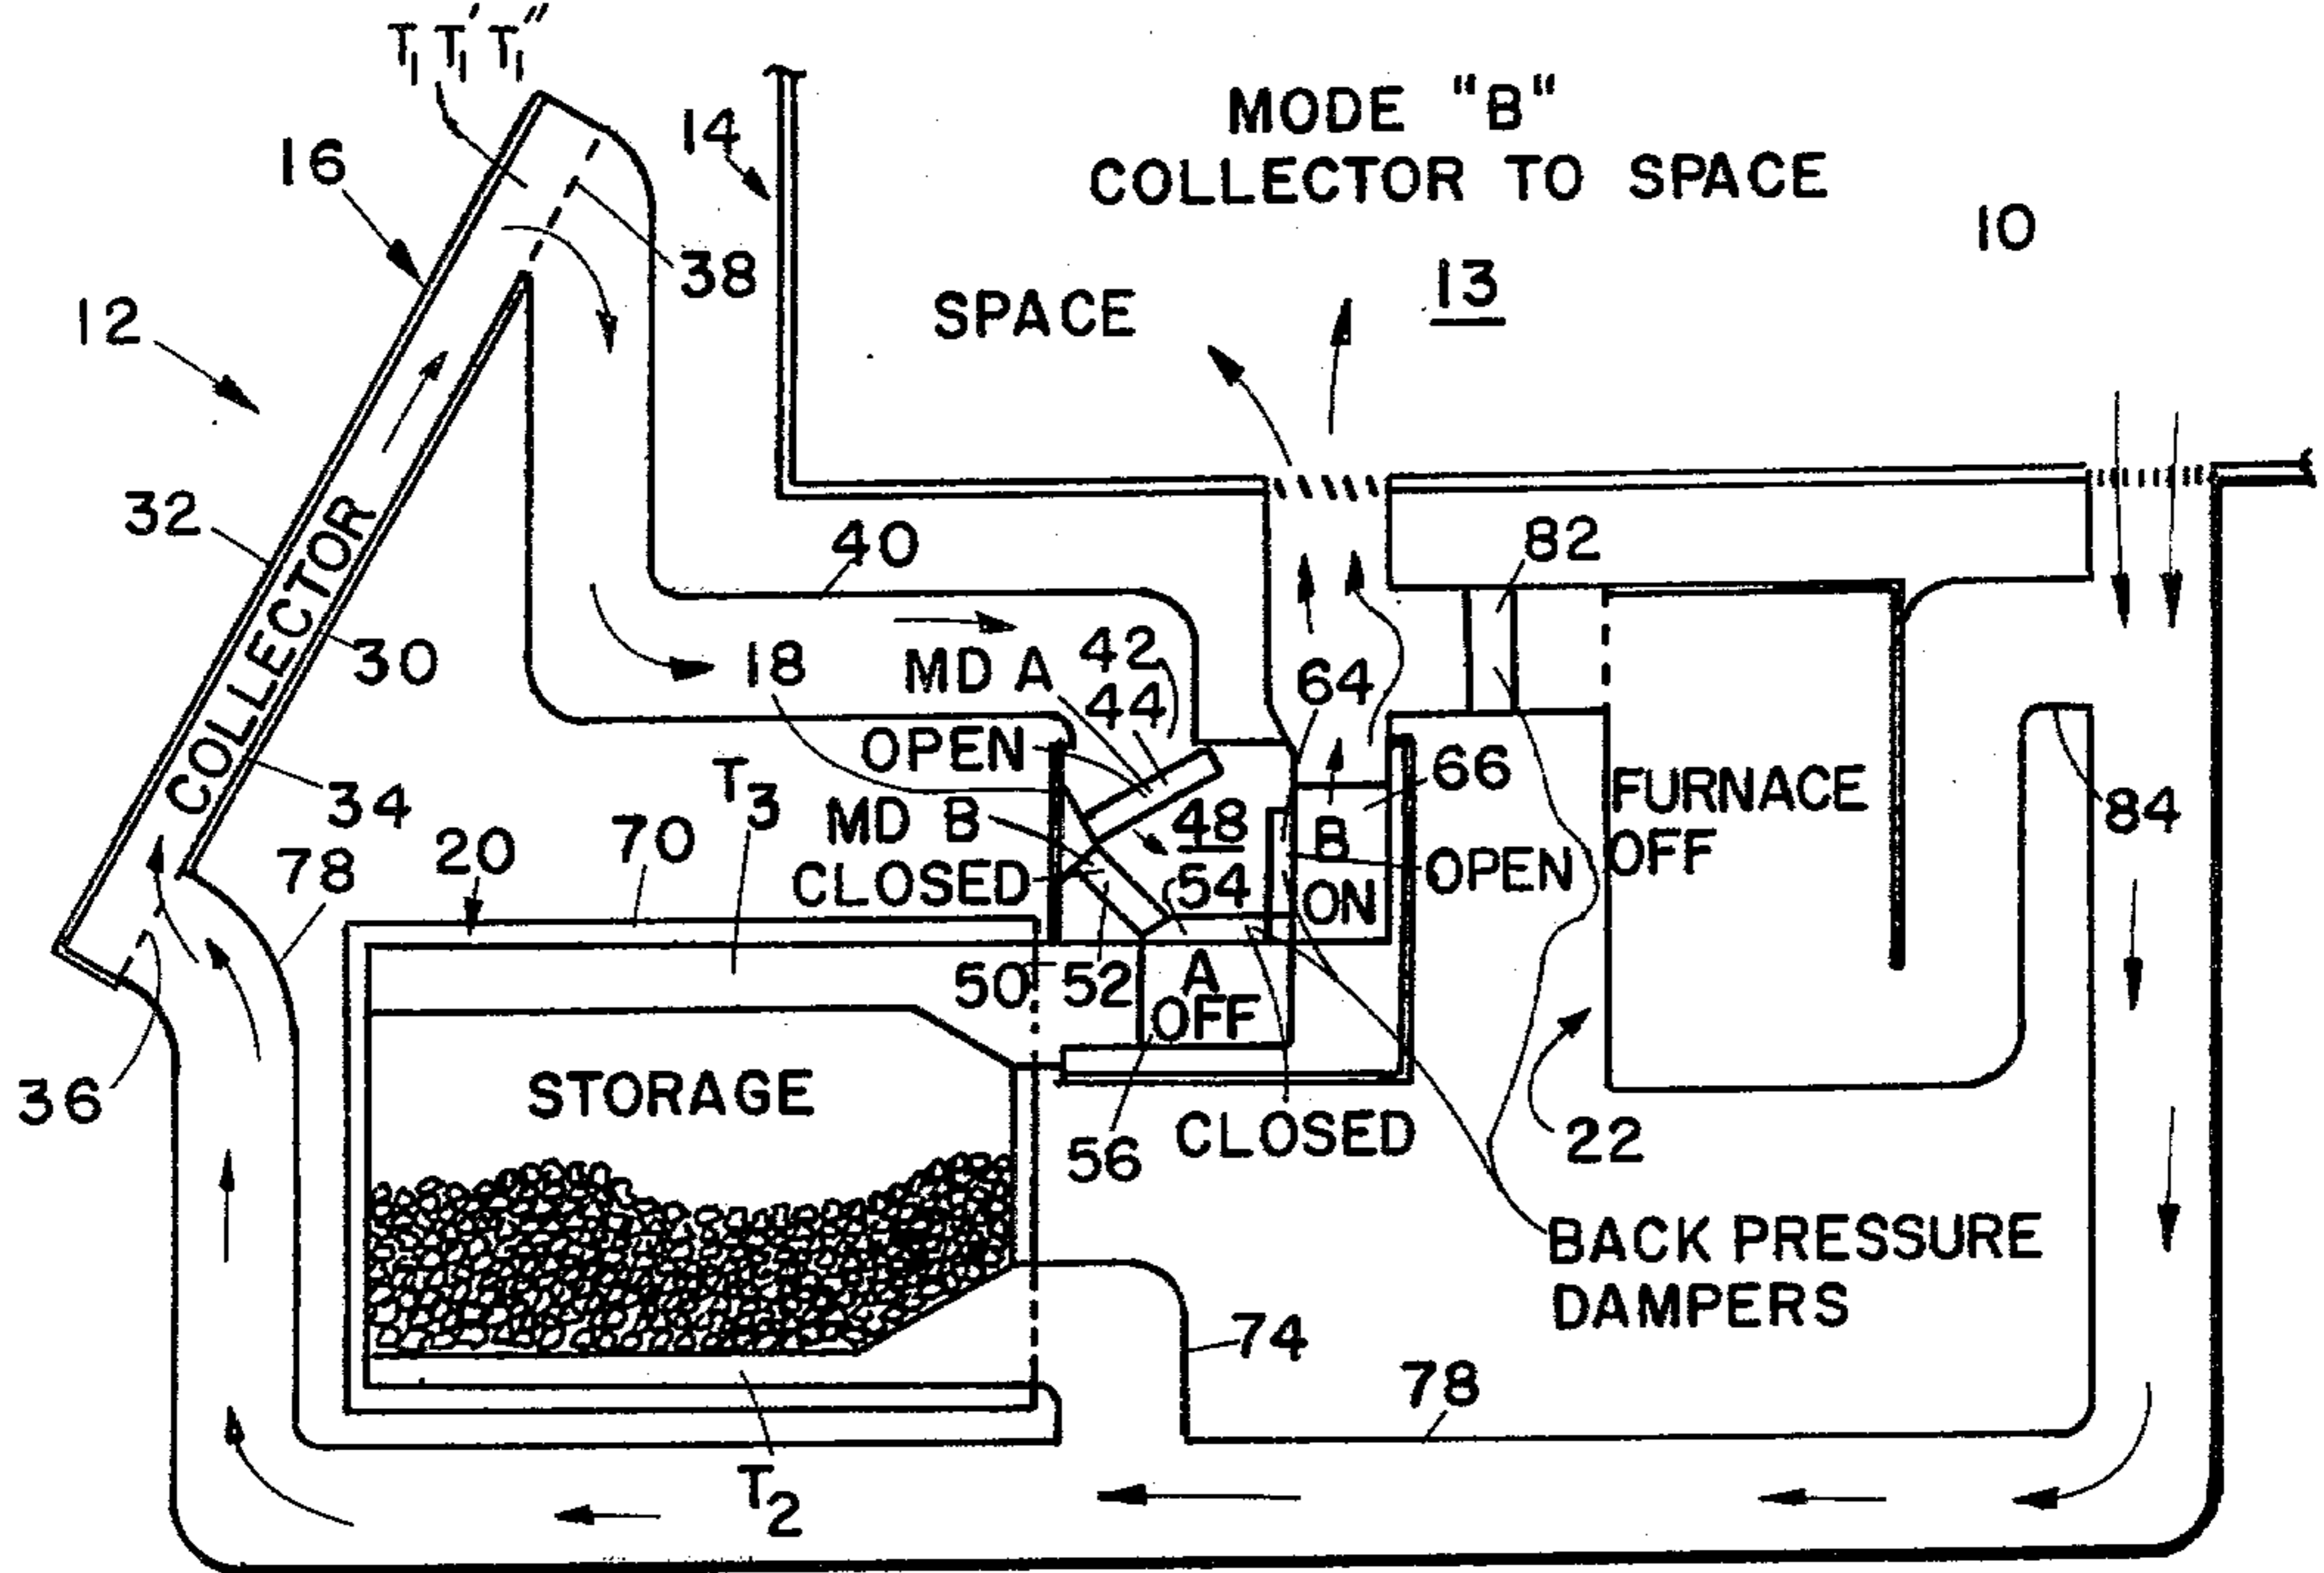 T₁ T₁' T₁"
MODE "B"
COLLECTOR TO SPACE
14
16
10
38
13
SPACE
12
32
40
82
COLLECTOR
30
18
MD A
42
44
64
OPEN
66
FURNACE
OFF
34
T₃
MD B
48
B
ON
84
20
70
78
CLOSED
54
OPEN
50
52
A
OFF
STORAGE
36
56
CLOSED
22
BACK PRESSURE
DAMPERS
74
78
T₂